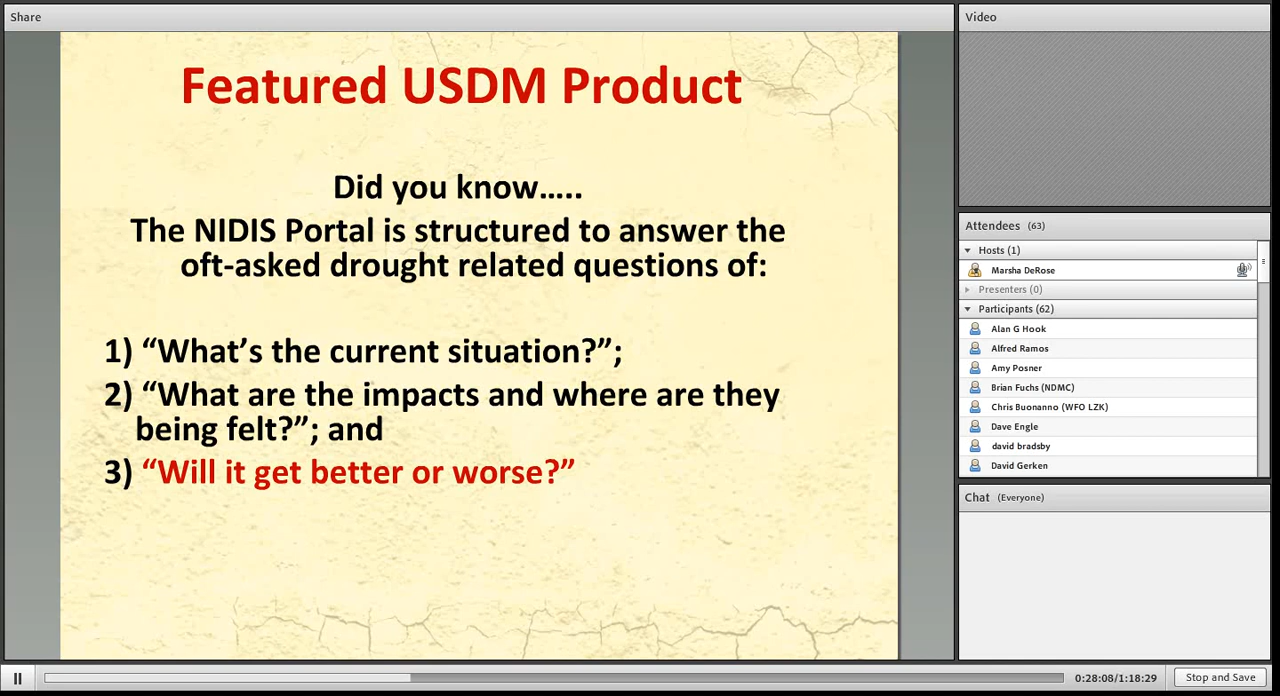 Share
Featured USDM Product
Did you know.....
The NIDIS Portal is structured to answer the
oft-asked drought related questions of:
1) “What’s the current situation?”;
2) “What are the impacts and where are they
being felt?”; and
3) “Will it get better or worse?”
Video
Attendees (63)
Hosts (1)
Marsha DeRose
Presenters (0)
Participants (62)
Alan G Hook
Alfred Ramos
Amy Posner
Brian Fuchs (NDMC)
Chris Buonanno (WFO LZK)
Dave Engle
david bradsby
David Gerken
Chat (Everyone)
0:28:08/1:18:29
Stop and Save